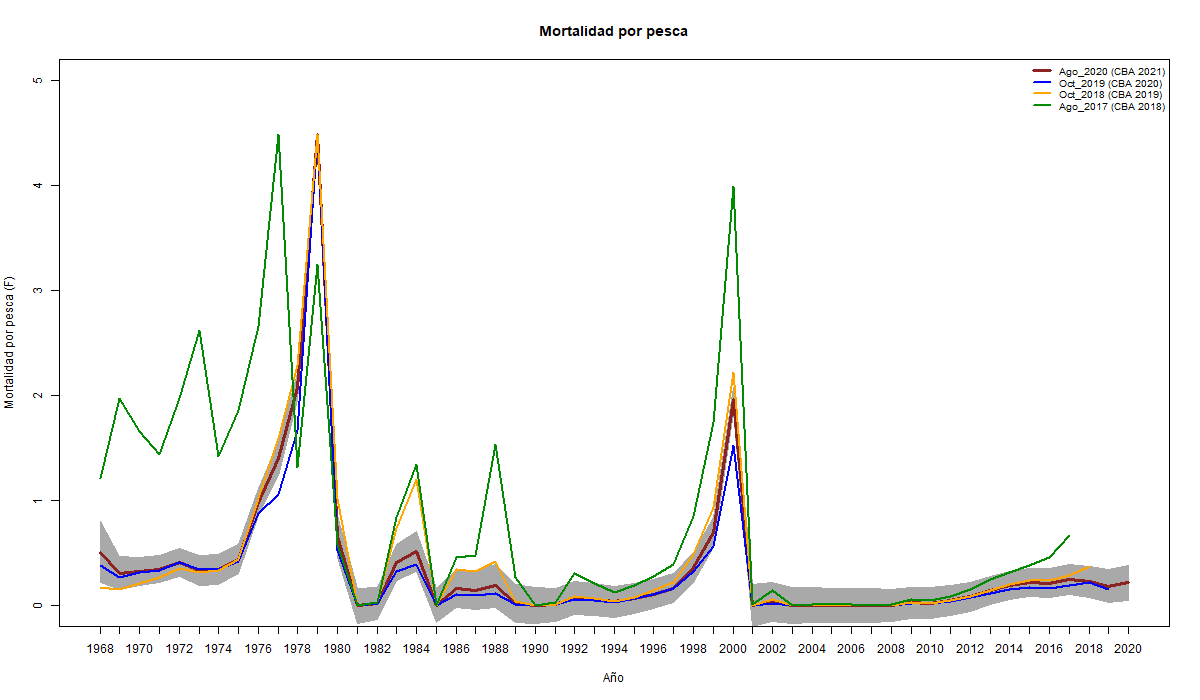 Mortalidad por pesca
Ago_2020 (CBA 2021)
Oct_2019 (CBA 2020)
Oct_2018 (CBA 2019)
Ago_2017 (CBA 2018)
Mortalidad por pesca (F)
5
4
3
2
1
0
1968 1970 1972 1974 1976 1978 1980 1982 1984 1986 1988 1990 1992 1994 1996 1998 2000 2002 2004 2006 2008 2010 2012 2014 2016 2018 2020
Año